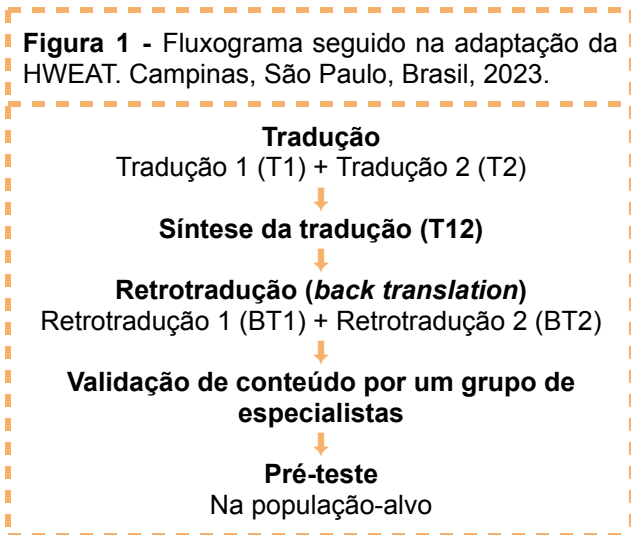 Figura 1 - Fluxograma seguido na adaptação da
HWEAT. Campinas, São Paulo, Brasil, 2023.
Tradução
Tradução 1 (T1) + Tradução 2 (T2)
Síntese da tradução (T12)
Retrotradução (back translation)
Retrotradução 1 (BT1) + Retrotradução 2 (BT2)
Validação de conteúdo por um grupo de
especialistas
Pré-teste
Na população-alvo